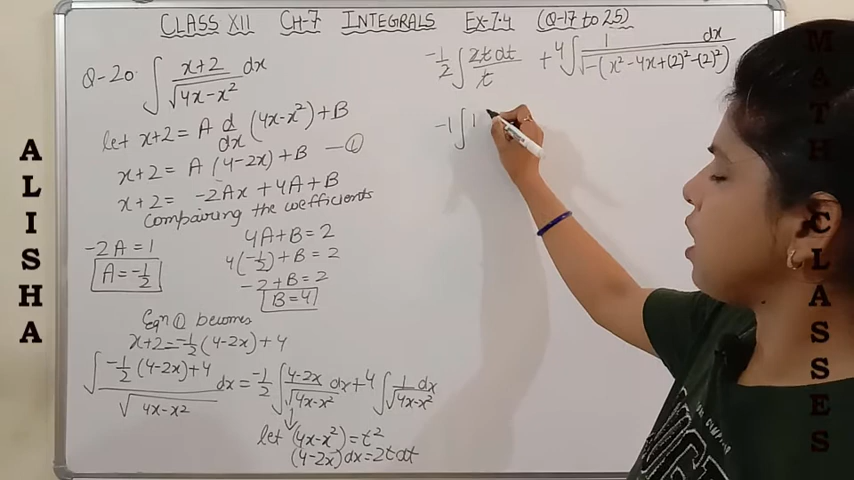 CLASS XII CH-7 INTEGRALS EX-7.4 (Q-17 to 25)
Q-20. ∫ x+2/√4x-x² dx
let x+2 = A d/dx (4x-x²)+B
x+2 = A (4-2x)+B —①
x+2 = -2Ax +4A+B
Comparing the coefficients
-2A = 1
A = -1/2
4A+B = 2
4(-1/2)+B = 2
-2+B = 2
B=4
Eqn ① becomes
x+2 = -1/2 (4-2x)+4
∫ -1/2 (4-2x)+4/√4x-x² dx = -1/2 ∫ 4-2x/√4x-x² dx + 4 ∫ 1/√4x-x² dx
let (4x-x²) = t²
(4-2x)dx = 2t dt
-1/2 ∫ 2t dt/t + 4 ∫ 1/√-(x²-4x+(2)²-(2)²) dx
-1 ∫ 1
ALISHA
MATH
CLASSES